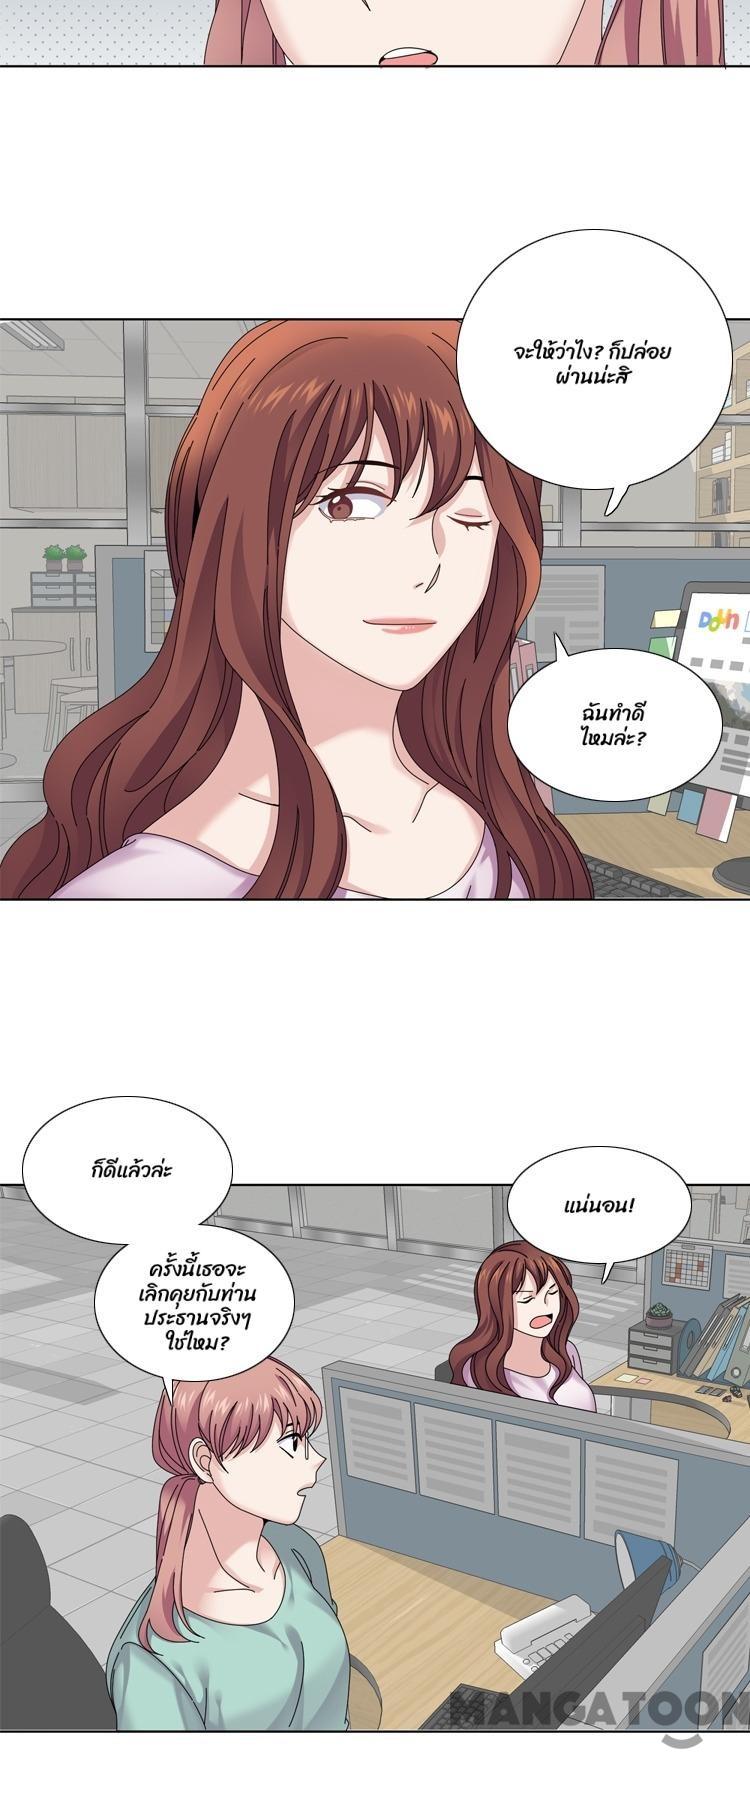 จะให้ว่าไง? ก็ปล่อย
ผ่านน่ะสิ
Dduh
ฉันทำดี
ไหมล่ะ?
ก็ดีแล้วล่ะ
แน่นอน!
ครั้งนี้เธอจะ
เลิกคุยกับท่าน
ประธานจริงๆ
ใช่ไหม?
MANGATOON